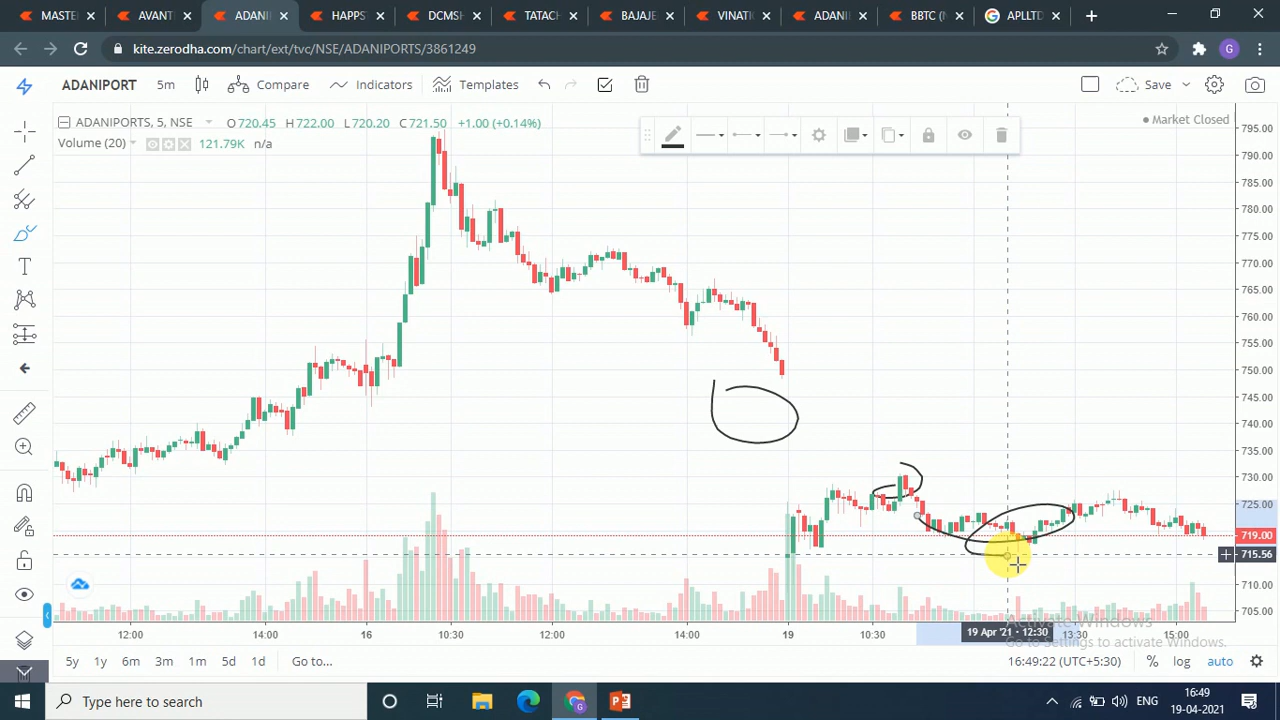 MASTER
AVANTI
ADANI
HAPPS
DCMSH
TATACH
BAJAJE
VINATI
ADANI
BBTC (
APLLTD
kite.zerodha.com/chart/ext/tvc/NSE/ADANIPORTS/3861249
G
ADANIPORT 5m Compare Indicators Templates Save
ADANIPORTS, 5, NSE O720.45 H722.00 L720.20 C721.50 +1.00 (+0.14%)
Market Closed
Volume (20) 121.79K n/a
795.00
790.00
785.00
780.00
775.00
770.00
765.00
760.00
755.00
750.00
745.00
740.00
735.00
730.00
725.00
719.00
715.56
710.00
705.00
12:00 14:00 16 10:30 12:00 14:00 19 10:30 19 Apr '21 • 12:30 13:30 15:00
Activate Windows
Go to Settings to activate Windows.
5y 1y 6m 3m 1m 5d 1d Go to... 16:49:22 (UTC+5:30) % log auto
Type here to search
ENG
16:49
19-04-2021